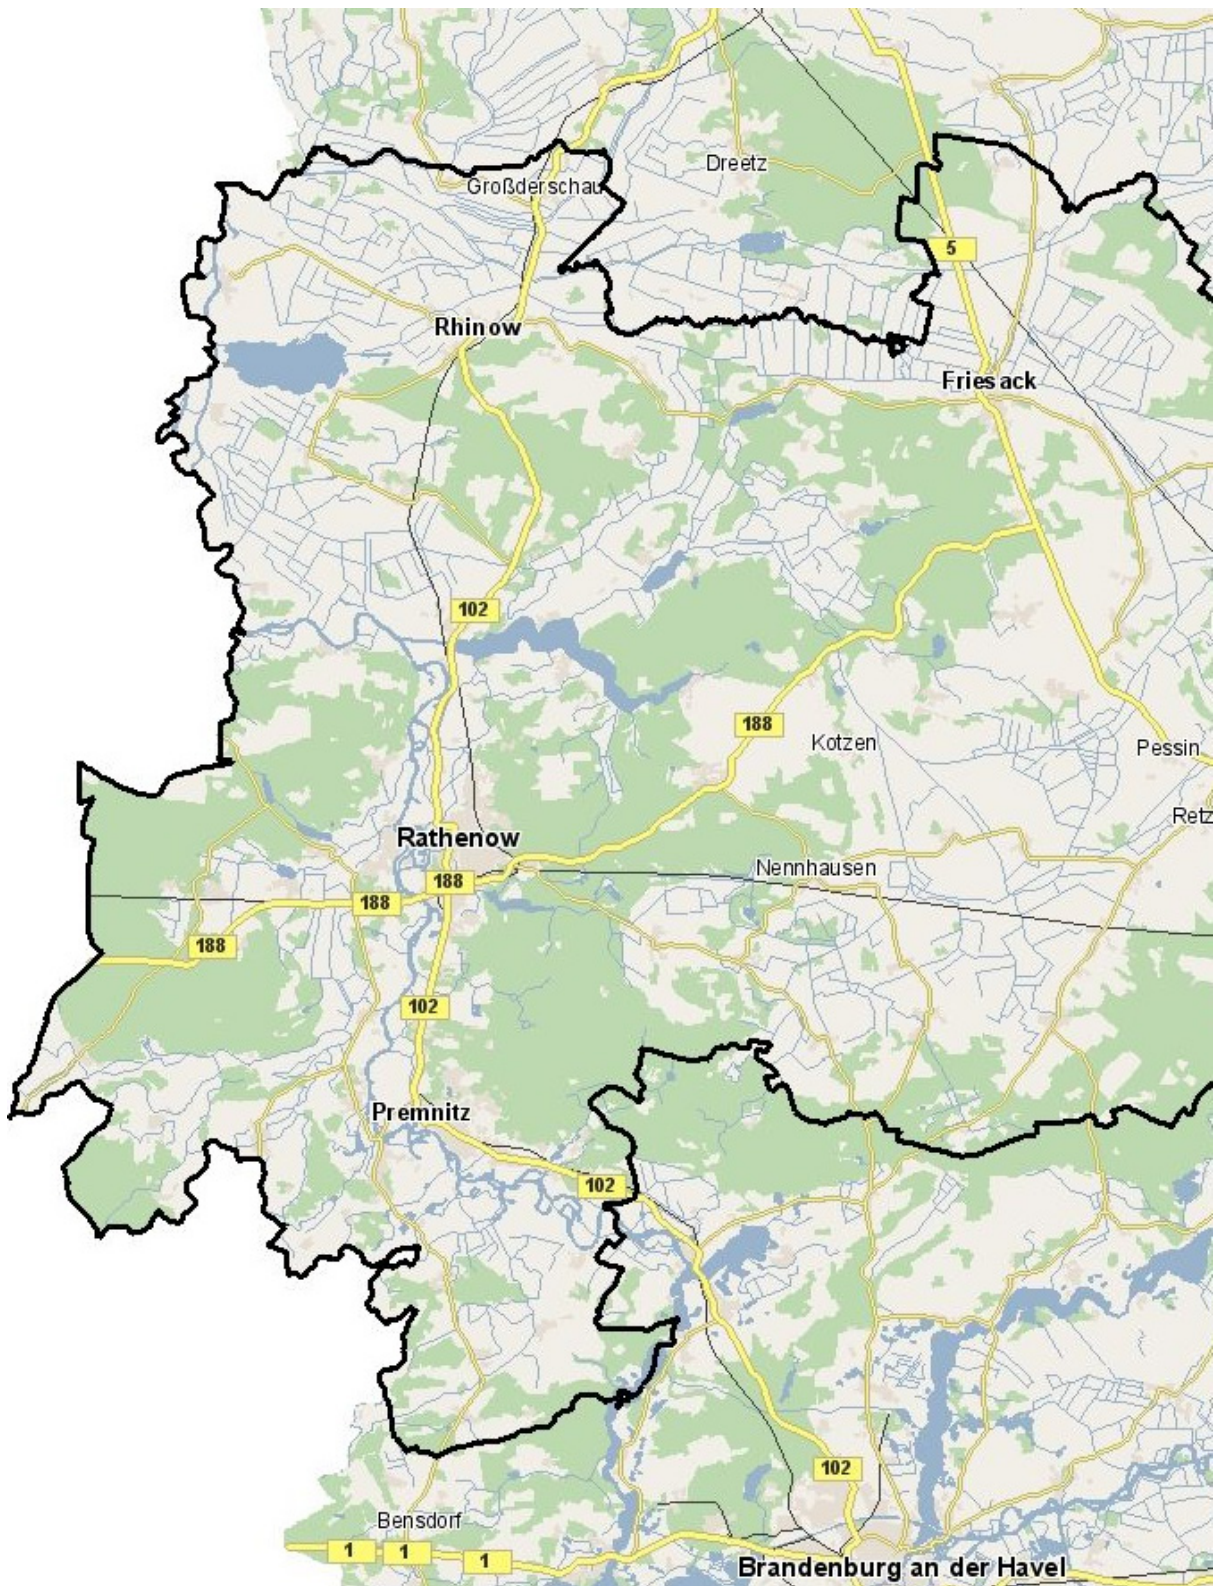 Dreetz
Großderschau
5
Rhinow
Friesack
102
188
Kotzen
Pessin
Retz
Rathenow
Nennhausen
188
188
188
102
Premnitz
102
102
Bensdorf
1
1
1
Brandenburg an der Havel